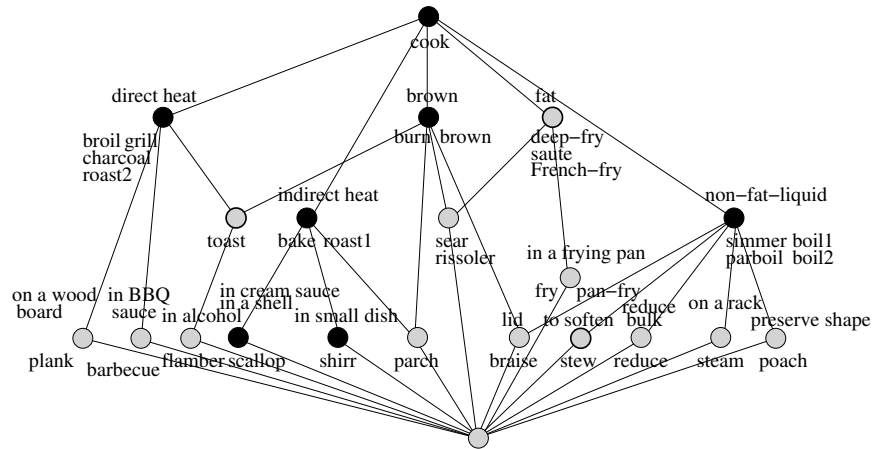 cook
direct heat
brown
fat
broil grill
charcoal
roast2
burn brown
deep-fry
saute
French-fry
indirect heat
non-fat-liquid
toast
bake roast1
sear
rissoler
simmer boil1
parboil boil2
in a frying pan
fry
pan-fry
on a wood
board
in BBQ
sauce
in cream sauce
in a shell
in alcohol
in small dish
lid
to soften
reduce
bulk
on a rack
preserve shape
plank
barbecue
flamber
scallop
shirr
parch
braise
stew
reduce
steam
poach